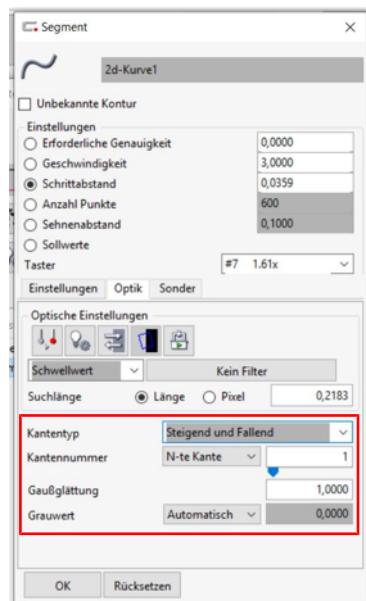 Segment
2d-Kurve1
Unbekannte Kontur
Einstellungen
Erforderliche Genauigkeit 0,0000
Geschwindigkeit 3,0000
Schrittabstand 0,0359
Anzahl Punkte 600
Sehnenabstand 0,1000
Sollwerte
Taster #7 1.61x
Einstellungen Optik Sonder
Optische Einstellungen
Schwellwert Kein Filter
Suchlänge Länge Pixel 0,2183
Kantentyp Steigend und Fallend
Kantennummer N-te Kante 1
Gaußglättung 1,0000
Grauwert Automatisch 0,0000
OK Rücksetzen